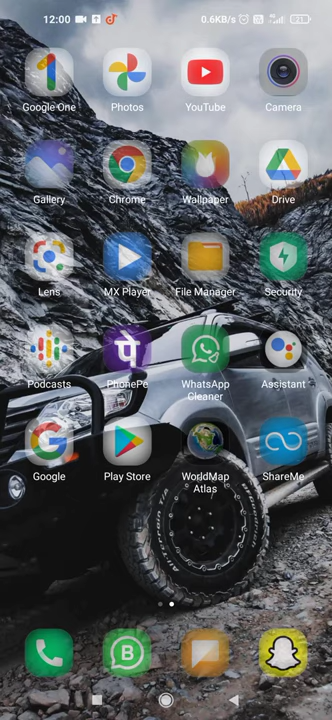 12:00 0.6KB/s 21
Google One Photos YouTube Camera
Gallery Chrome Wallpaper Drive
Lens MX Player File Manager Security
Podcasts PhonePe WhatsApp Cleaner Assistant
Google Play Store WorldMap Atlas ShareMe